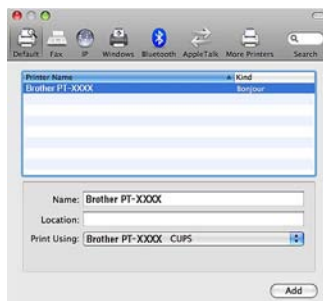 Default Fax IP Windows Bluetooth AppleTalk More Printers Search
Printer Name Kind
Brother PT-XXXX Bonjour
Name: Brother PT-XXXX
Location:
Print Using: Brother PT-XXXX CUPS
Add